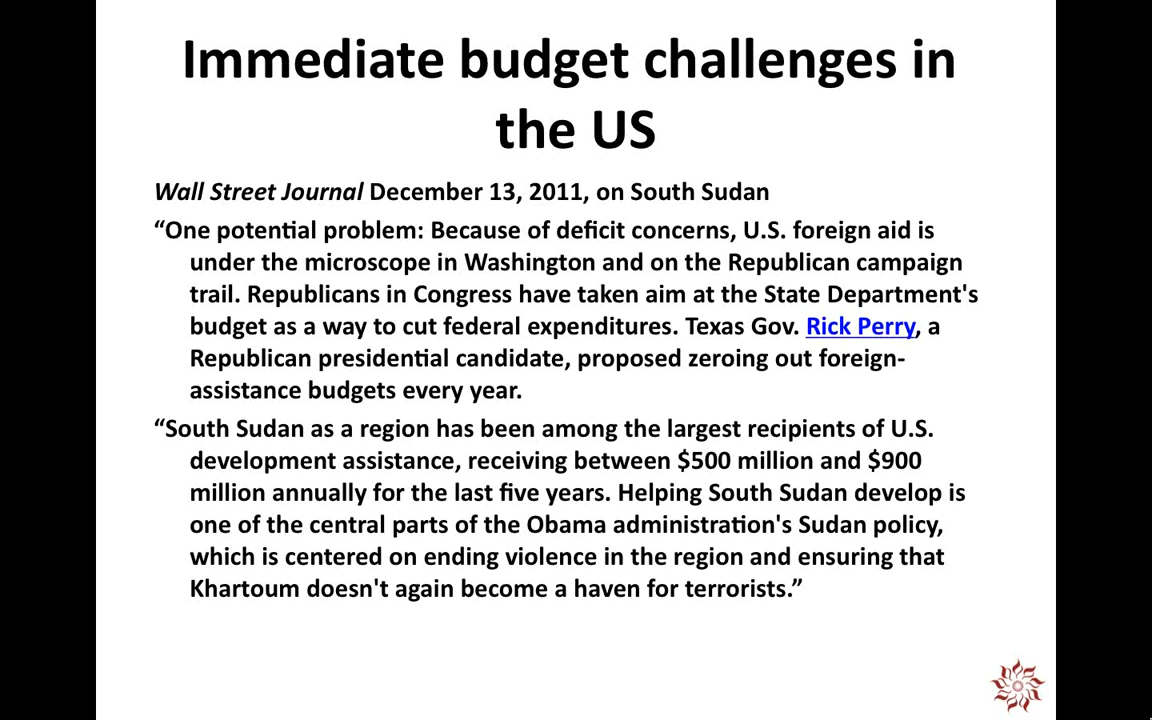 Immediate budget challenges in
the US
Wall Street Journal December 13, 2011, on South Sudan
“One potential problem: Because of deficit concerns, U.S. foreign aid is
under the microscope in Washington and on the Republican campaign
trail. Republicans in Congress have taken aim at the State Department's
budget as a way to cut federal expenditures. Texas Gov. Rick Perry, a
Republican presidential candidate, proposed zeroing out foreign-
assistance budgets every year.
“South Sudan as a region has been among the largest recipients of U.S.
development assistance, receiving between $500 million and $900
million annually for the last five years. Helping South Sudan develop is
one of the central parts of the Obama administration's Sudan policy,
which is centered on ending violence in the region and ensuring that
Khartoum doesn't again become a haven for terrorists.”